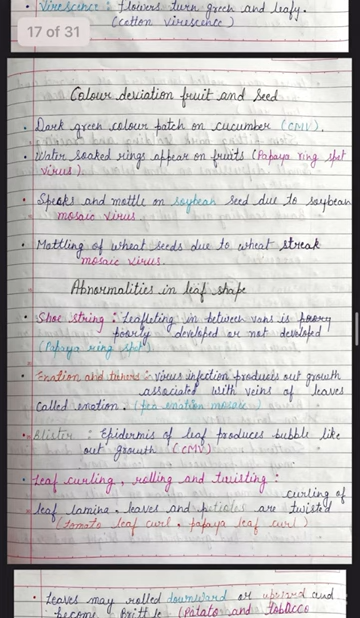 • Virescence : flowers turn green and leafy.
(cotton virescence)
17 of 31
Colour deviation fruit and seed
• Dark green colour patch on cucumber (CMV).
• Water soaked rings appear on fruits (Papaya ring spot
virus).
• Specks and mottle on soybean seed due to soybean
mosaic virus
• Mottling of wheat seeds due to wheat streak
mosaic virus.
Abnormalities in leaf shape
• Shoe string : Leafleting in between vans is poory
poorly developed or not developed
(Papaya ring spot)
• Enation and tumors :- virus infection produces out growth
associated with veins of leaves
called enation. (pea enation mosaic)
• Blister : Epidermis of leaf produces bubble like
out growth (CMV)
• Leaf curling, rolling and twisting :
curling of
leaf lamina. leaves and petioles are twisted
(tomato leaf curl. papaya leaf curl)
• Leaves may rolled downward or upward and
become brittle (Patato and tobacco